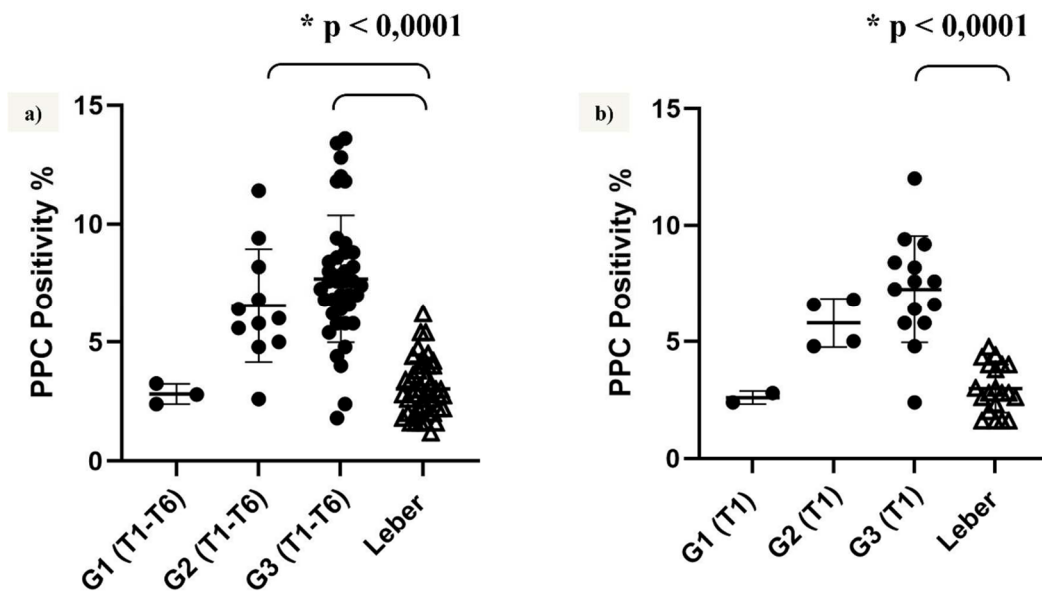 * p < 0,0001
a)
PPC Positivity %
15
10
5
0
G1 (T1-T6)
G2 (T1-T6)
G3 (T1-T6)
Leber
* p < 0,0001
b)
PPC Positivity %
15
10
5
0
G1 (T1)
G2 (T1)
G3 (T1)
Leber